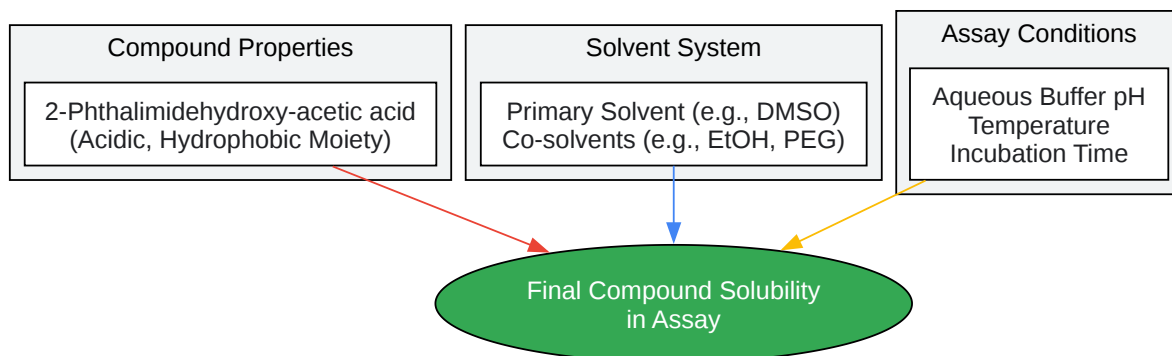 Compound Properties
2-Phthalimidehydroxy-acetic acid
(Acidic, Hydrophobic Moiety)
Solvent System
Primary Solvent (e.g., DMSO)
Co-solvents (e.g., EtOH, PEG)
Assay Conditions
Aqueous Buffer pH
Temperature
Incubation Time
Final Compound Solubility
in Assay